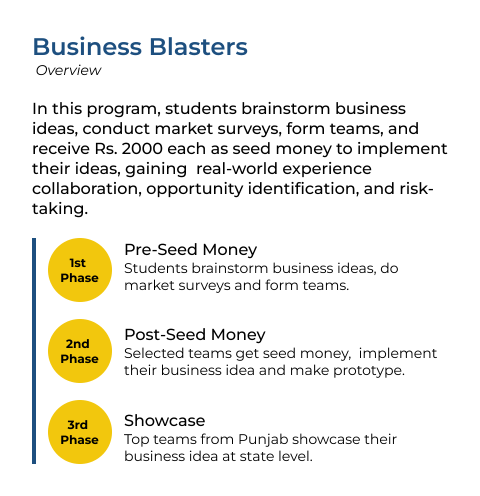 Business Blasters
Overview
In this program, students brainstorm business
ideas, conduct market surveys, form teams, and
receive Rs. 2000 each as seed money to implement
their ideas, gaining  real-world experience
collaboration, opportunity identification, and risk-
taking.
1st
Phase
Pre-Seed Money
Students brainstorm business ideas, do
market surveys and form teams.
2nd
Phase
Post-Seed Money
Selected teams get seed money,  implement
their business idea and make prototype.
3rd
Phase
Showcase
Top teams from Punjab showcase their
business idea at state level.